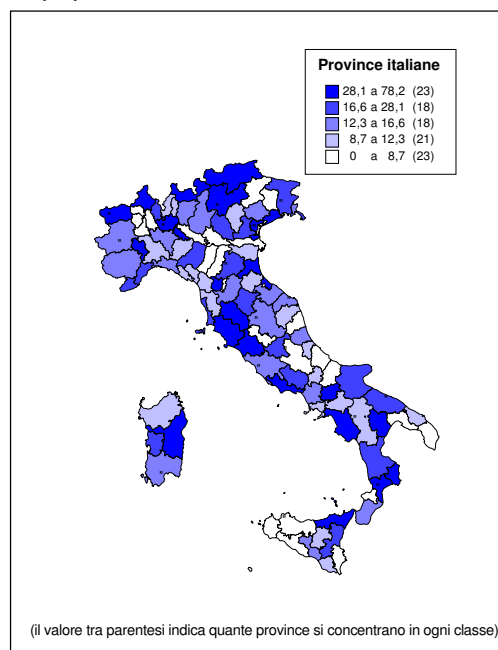 Province italiane
28,1 a 78,2 (23)
16,6 a 28,1 (18)
12,3 a 16,6 (18)
8,7 a 12,3 (21)
0 a 8,7 (23)
(il valore tra parentesi indica quante province si concentrano in ogni classe)